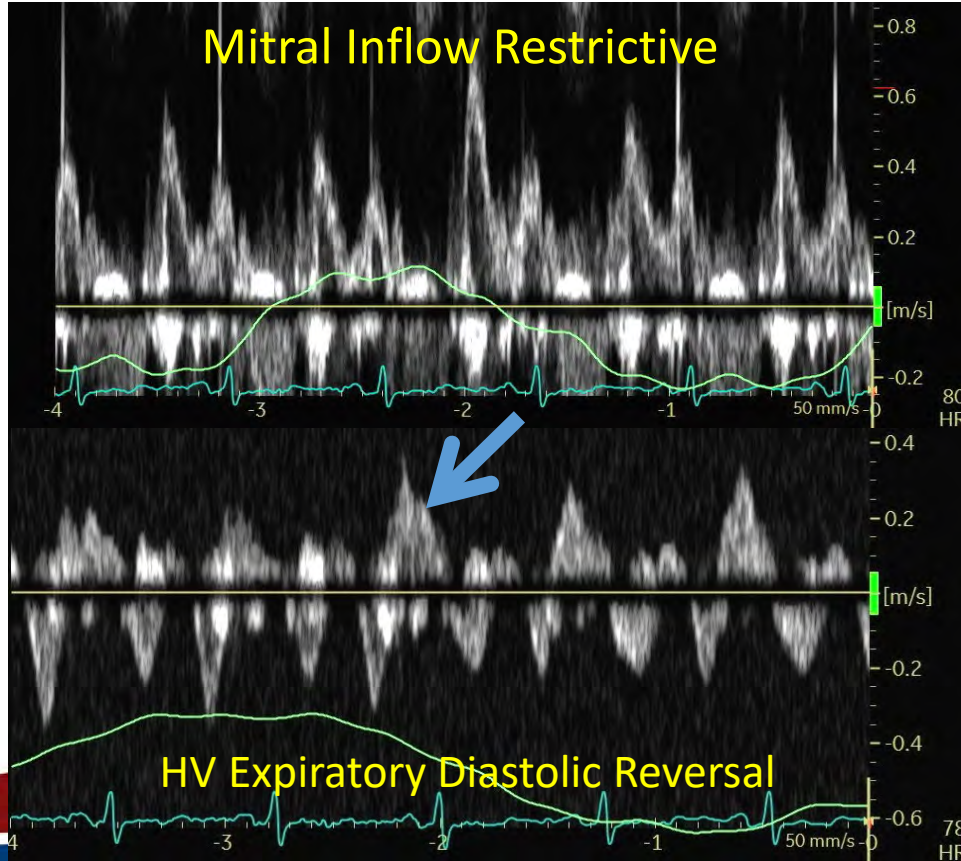 Mitral Inflow Restrictive
0.8
0.6
0.4
0.2
[m/s]
-0.2
-4 -3 -2 -1 50 mm/s -0
80
HR
0.4
0.2
[m/s]
-0.2
-0.4
HV Expiratory Diastolic Reversal
-0.6
4 -3 -2 -1 50 mm/s -0
78
HR